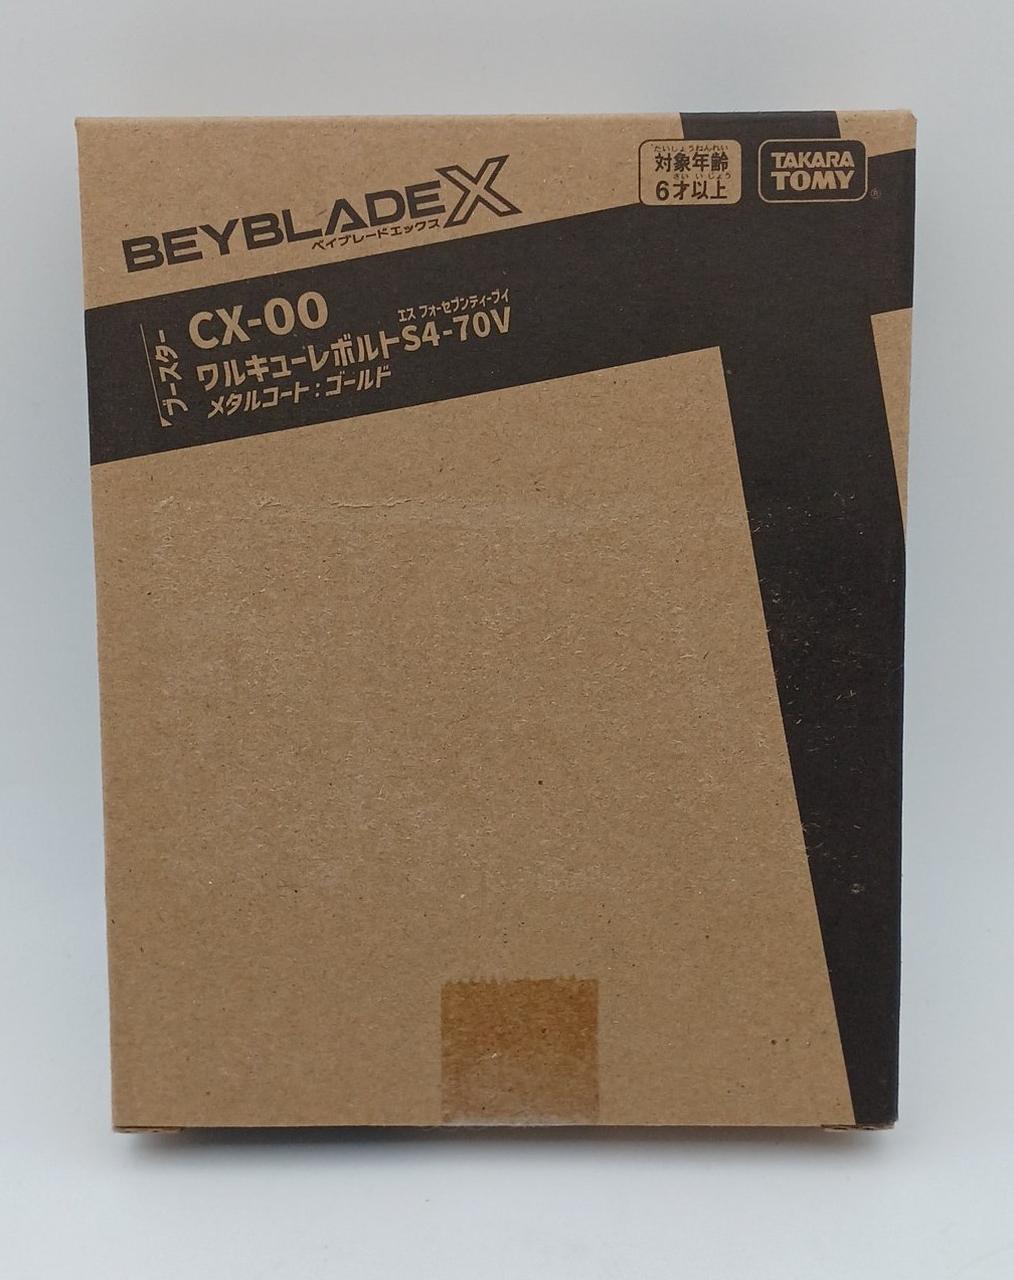 BEYBLADE X
ベイブレードエックス
たいしょうねんれい
対象年齢
さい いじょう
6才以上
TAKARA
TOMY
®
ブースター
CX-00
エス フォーセブンティーブイ
ワルキューレボルトS4-70V
メタルコート:ゴールド